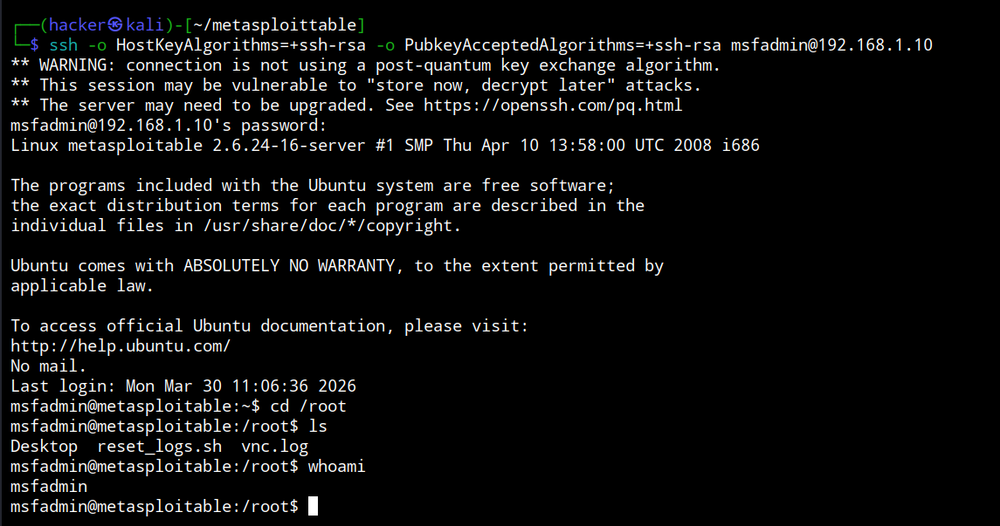 ┌──(hacker㉿kali)-[~/metasploittable]
└─$ ssh -o HostKeyAlgorithms=+ssh-rsa -o PubkeyAcceptedAlgorithms=+ssh-rsa msfadmin@192.168.1.10
** WARNING: connection is not using a post-quantum key exchange algorithm.
** This session may be vulnerable to "store now, decrypt later" attacks.
** The server may need to be upgraded. See https://openssh.com/pq.html
msfadmin@192.168.1.10's password:
Linux metasploitable 2.6.24-16-server #1 SMP Thu Apr 10 13:58:00 UTC 2008 i686

The programs included with the Ubuntu system are free software;
the exact distribution terms for each program are described in the
individual files in /usr/share/doc/*/copyright.

Ubuntu comes with ABSOLUTELY NO WARRANTY, to the extent permitted by
applicable law.

To access official Ubuntu documentation, please visit:
http://help.ubuntu.com/
No mail.
Last login: Mon Mar 30 11:06:36 2026
msfadmin@metasploitable:~$ cd /root
msfadmin@metasploitable:/root$ ls
Desktop  reset_logs.sh  vnc.log
msfadmin@metasploitable:/root$ whoami
msfadmin
msfadmin@metasploitable:/root$